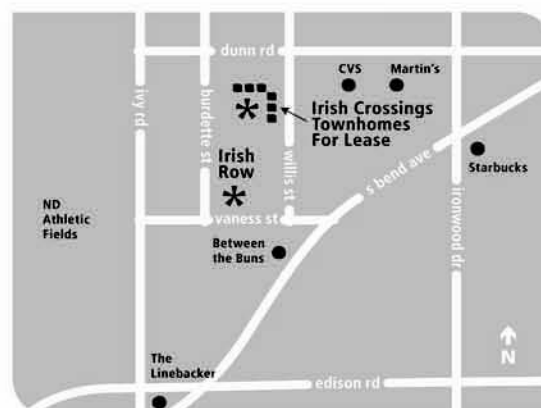 dunn rd
CVS
Martin's
ivy rd
burdette st
willis st
Irish Crossings
Townhomes
For Lease
Irish
Row
s bend ave
ironwood dr
Starbucks
ND
Athletic
Fields
vaness st
Between
the Buns
The
Linebacker
edison rd
N